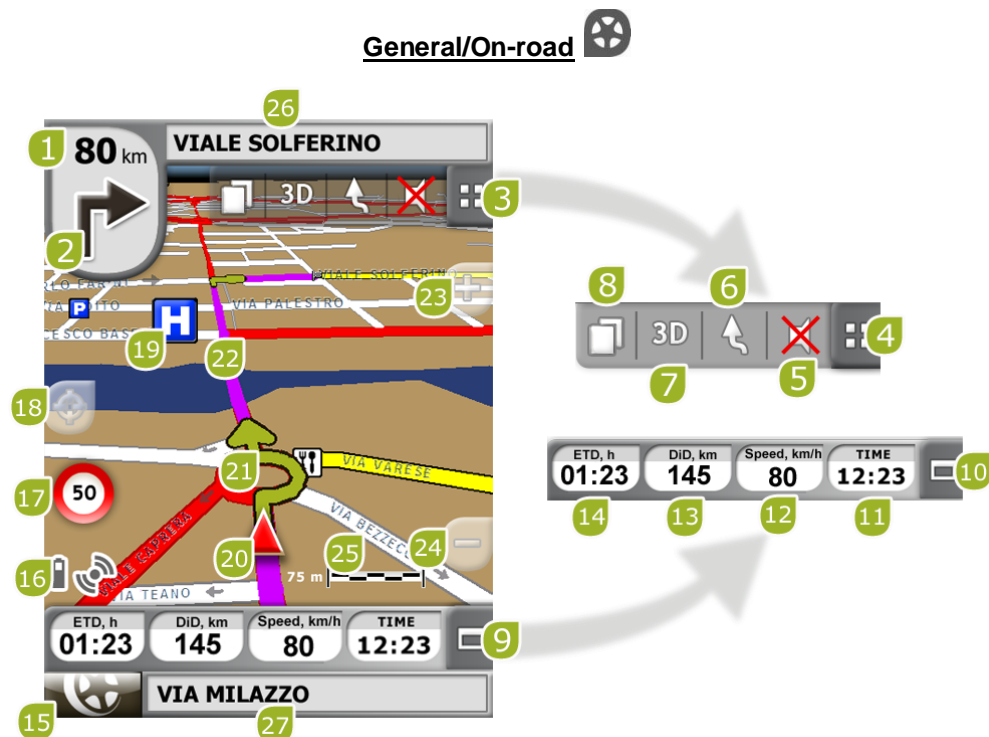 General/On-road
26
1
80 km
VIALE SOLFERINO
3D
3
2
VIALE SOLFERINO
23
P
H
VIA PALESTRO
19
22
18
21
VIA VARESE
17
50
VIALE CAPRERA
20
25
24
75 m
16
VIA TEANO
ETD, h
01:23
DiD, km
145
Speed, km/h
80
TIME
12:23
9
15
VIA MILAZZO
27
8
6
3D
4
7
5
ETD, h
01:23
DiD, km
145
Speed, km/h
80
TIME
12:23
10
14
13
12
11